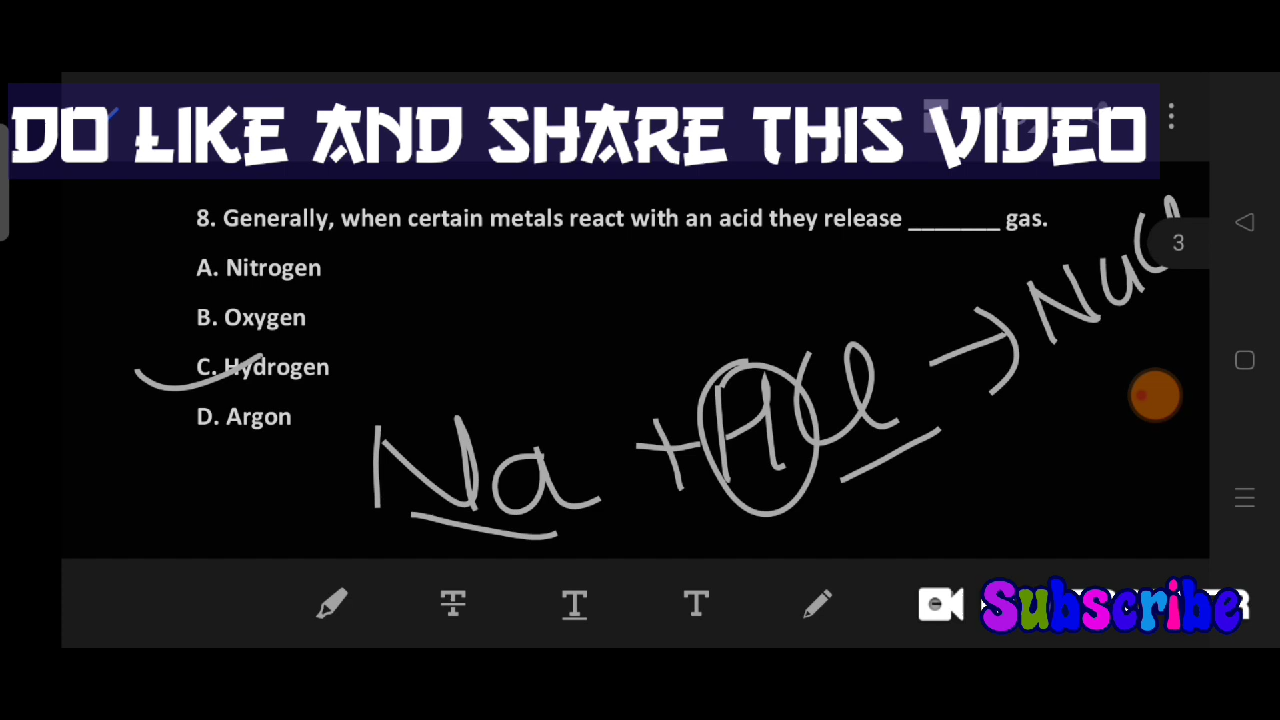 DO LIKE AND SHARE THIS VIDEO
8. Generally, when certain metals react with an acid they release _______ gas.
3
A. Nitrogen
B. Oxygen
C. Hydrogen
D. Argon
Na + HCl → NaCl
T T T
Subscribe